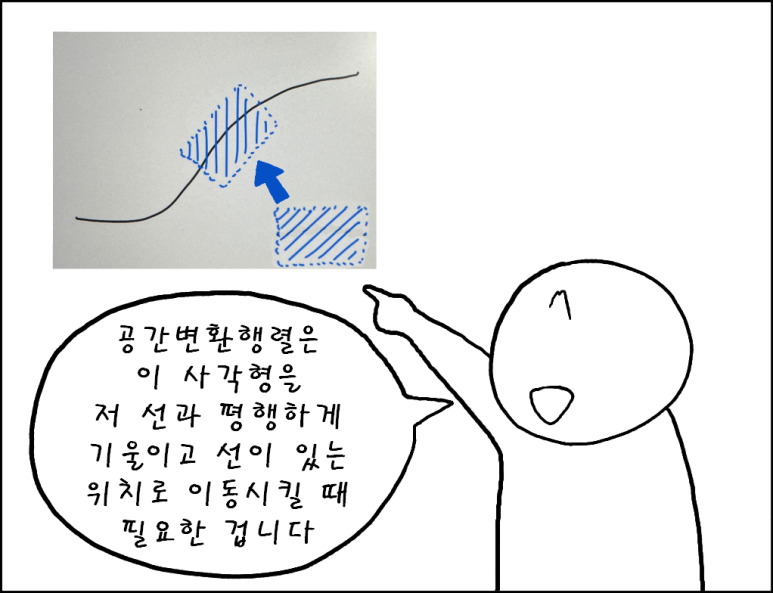 공간변환행렬은
이 사각형을
저 선과 평행하게
기울이고 선이 있는
위치로 이동시킬 때
필요한 겁니다